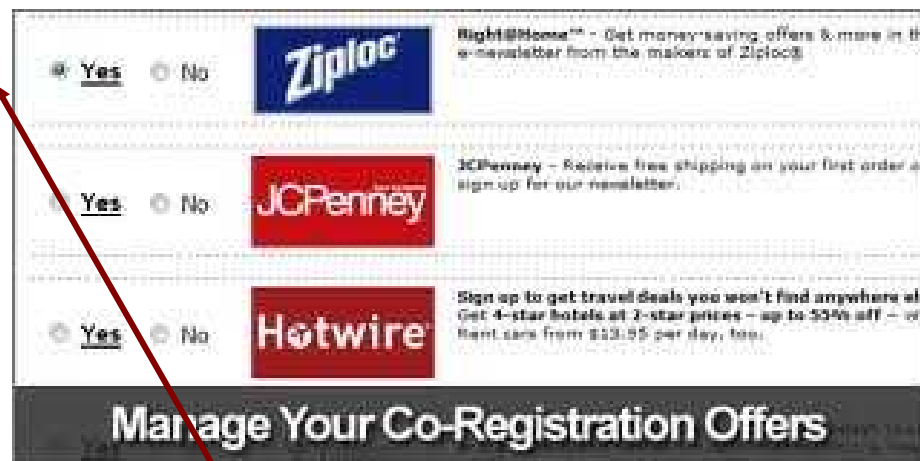 Yes No Ziploc Right@Home™ - Get money-saving offers & more in th
e-newsletter from the makers of Ziploc®
Yes No JCPenney JCPenney - Receive free shipping on your first order
sign up for our newsletter.
Yes No Hotwire Sign up to get travel deals you won't find anywhere el
Get 4-star hotels at 2-star prices - up to 55% off -
Rent cars from $13.95 per day, too.
Manage Your Co-Registration Offers